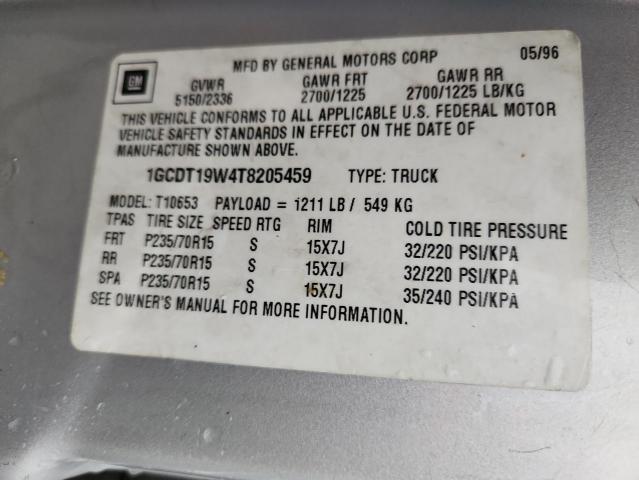 MFD BY GENERAL MOTORS CORP 05/96
GM GVWR GAWR FRT GAWR RR
5150/2336 2700/1225 2700/1225 LB/KG
THIS VEHICLE CONFORMS TO ALL APPLICABLE U.S. FEDERAL MOTOR
VEHICLE SAFETY STANDARDS IN EFFECT ON THE DATE OF
MANUFACTURE SHOWN ABOVE.
1GCDT19W4T8205459 TYPE: TRUCK
MODEL: T10653 PAYLOAD = 1211 LB / 549 KG
TPAS TIRE SIZE SPEED RTG RIM COLD TIRE PRESSURE
FRT P235/70R15 S 15X7J 32/220 PSI/KPA
RR P235/70R15 S 15X7J 32/220 PSI/KPA
SPA P235/70R15 S 15X7J 35/240 PSI/KPA
SEE OWNER'S MANUAL FOR MORE INFORMATION.